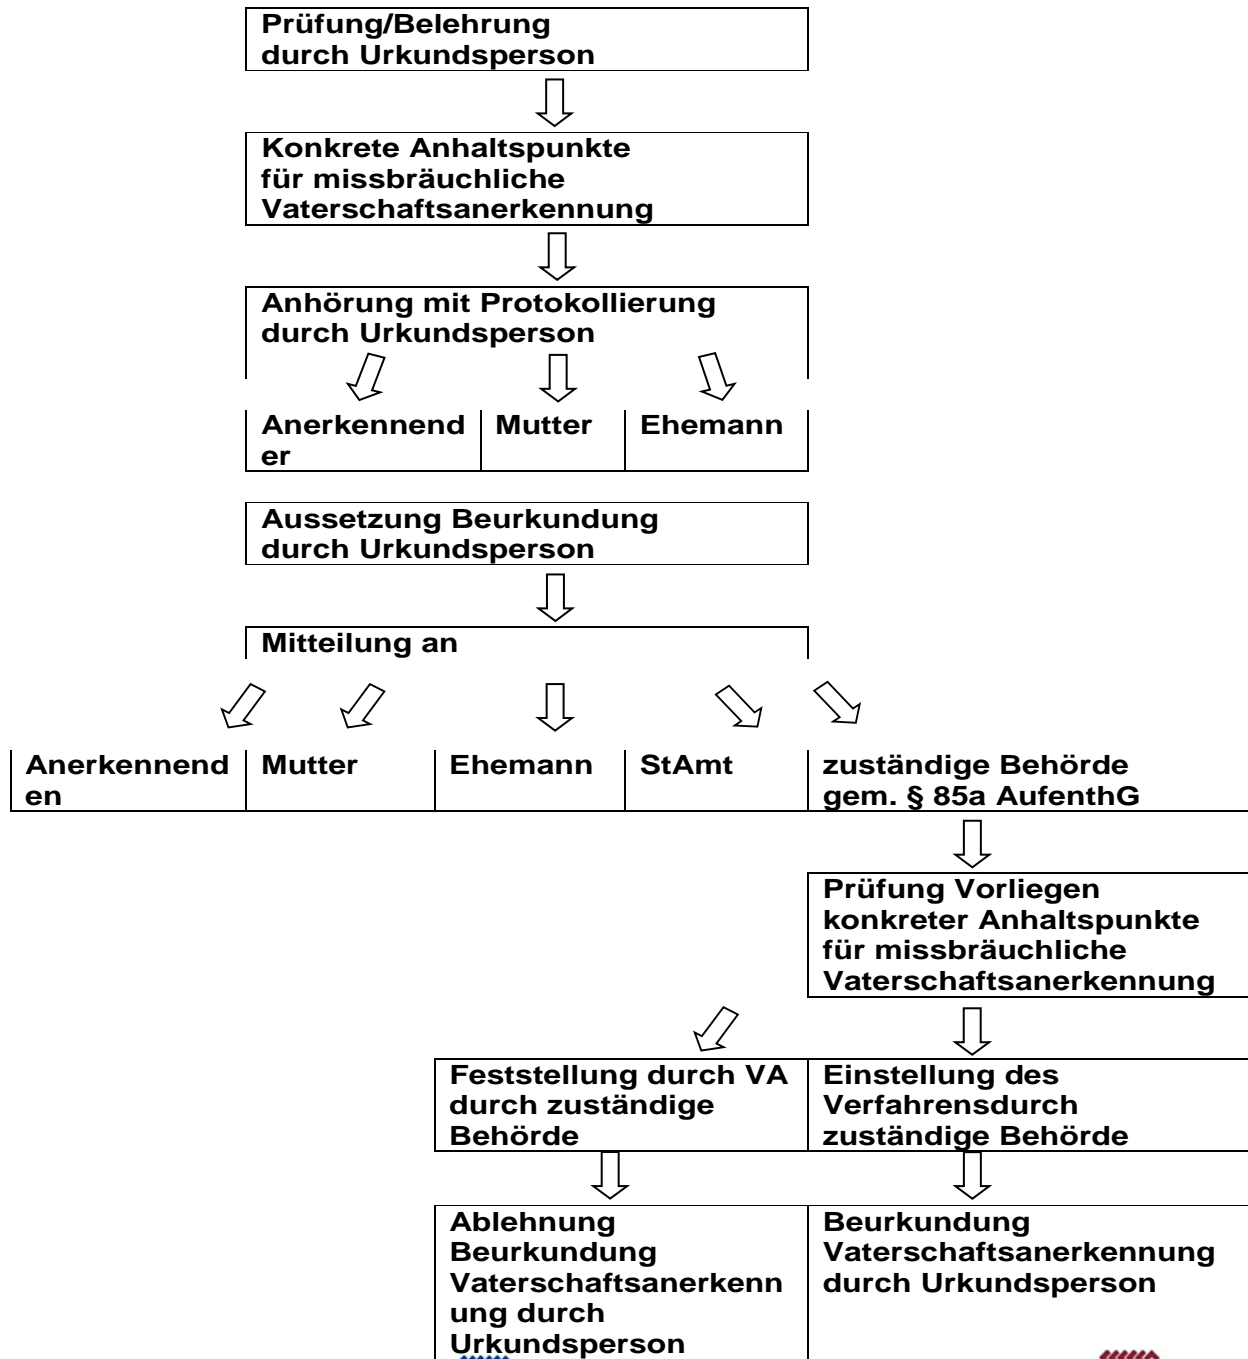 Prüfung/Belehrung
durch Urkundsperson
Konkrete Anhaltspunkte
für missbräuchliche
Vaterschaftsanerkennung
Anhörung mit Protokollierung
durch Urkundsperson
Anerkennend
er
Mutter
Ehemann
Aussetzung Beurkundung
durch Urkundsperson
Mitteilung an
Anerkennend
en
Mutter
Ehemann
StAmt
zuständige Behörde
gem. § 85a AufenthG
Prüfung Vorliegen
konkreter Anhaltspunkte
für missbräuchliche
Vaterschaftsanerkennung
Feststellung durch VA
durch zuständige
Behörde
Einstellung des
Verfahrensdurch
zuständige Behörde
Ablehnung
Beurkundung
Vaterschaftsanerkenn
ung durch
Urkundsperson
Beurkundung
Vaterschaftsanerkennung
durch Urkundsperson